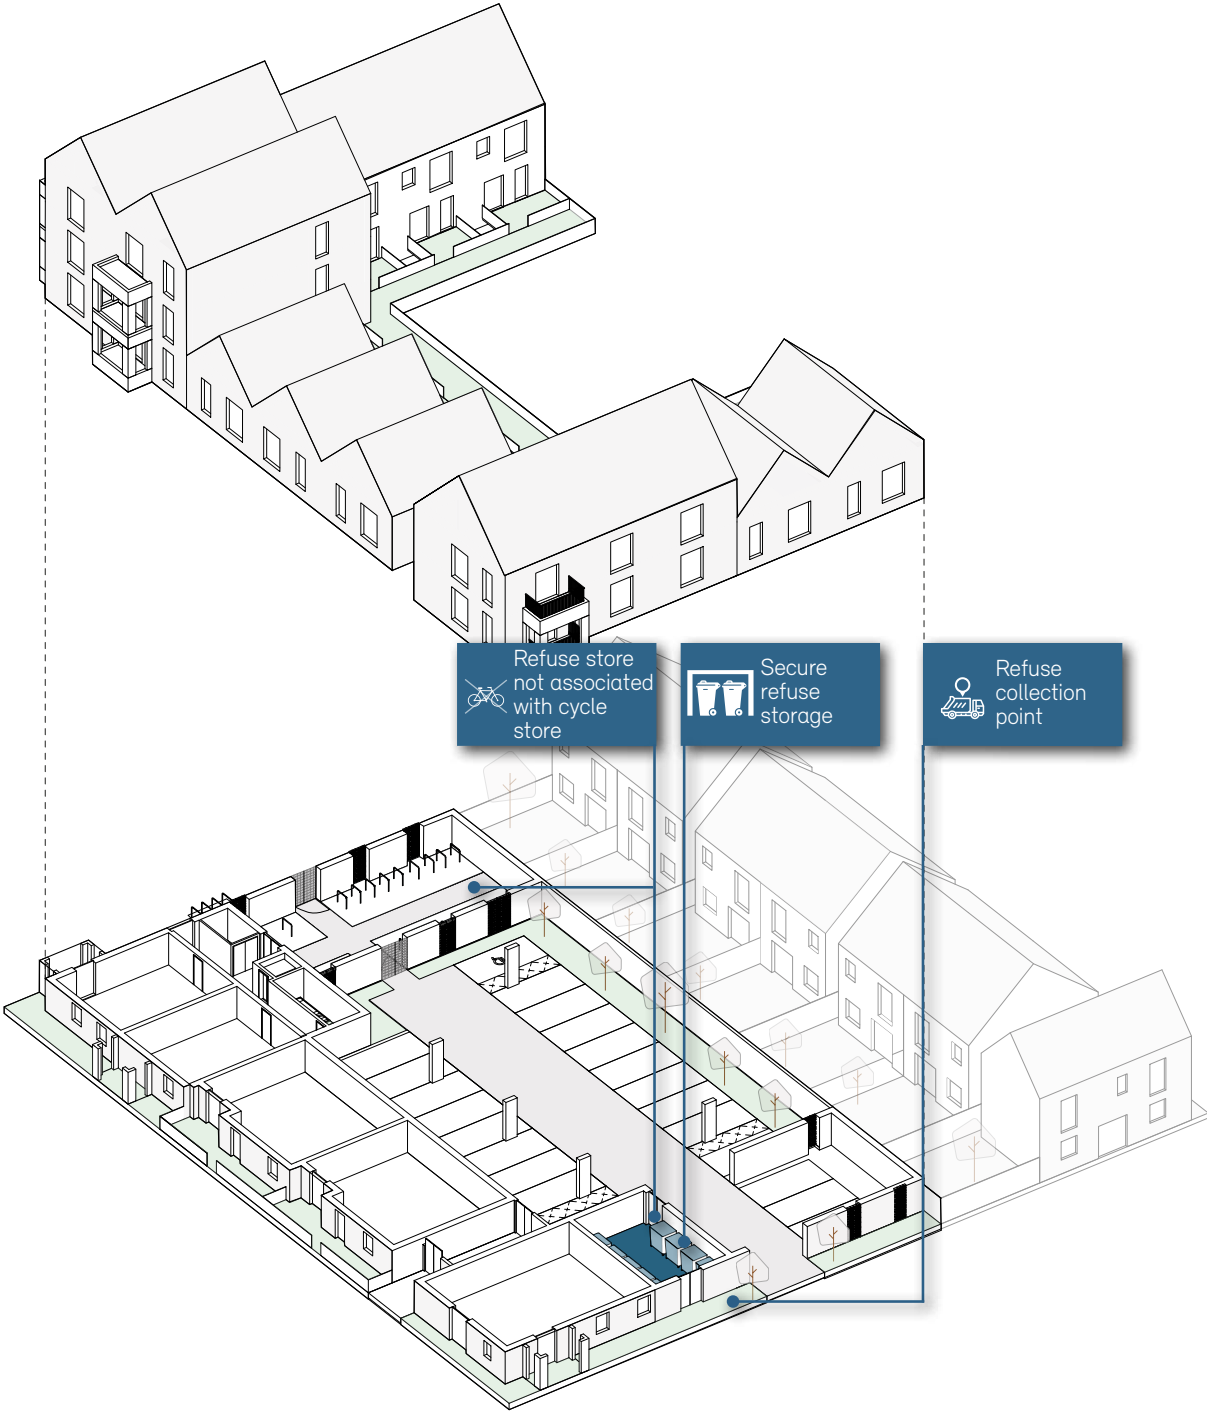 Refuse store
not associated
with cycle
store
Secure
refuse
storage
Refuse
collection
point